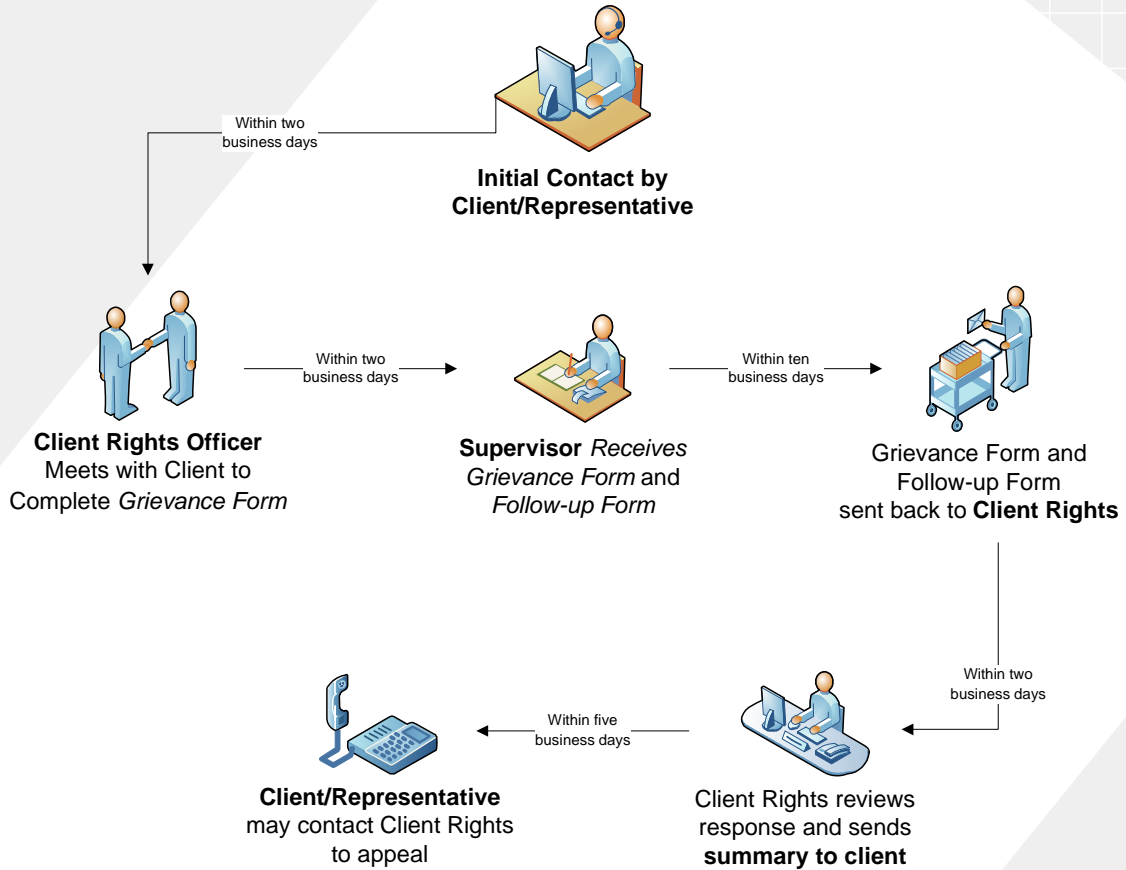 Initial Contact by
Client/Representative
Within two
business days
Client Rights Officer
Meets with Client to
Complete Grievance Form
Within two
business days
Supervisor Receives
Grievance Form and
Follow-up Form
Within ten
business days
Grievance Form and
Follow-up Form
sent back to Client Rights
Within two
business days
Client Rights reviews
response and sends
summary to client
Within five
business days
Client/Representative
may contact Client Rights
to appeal